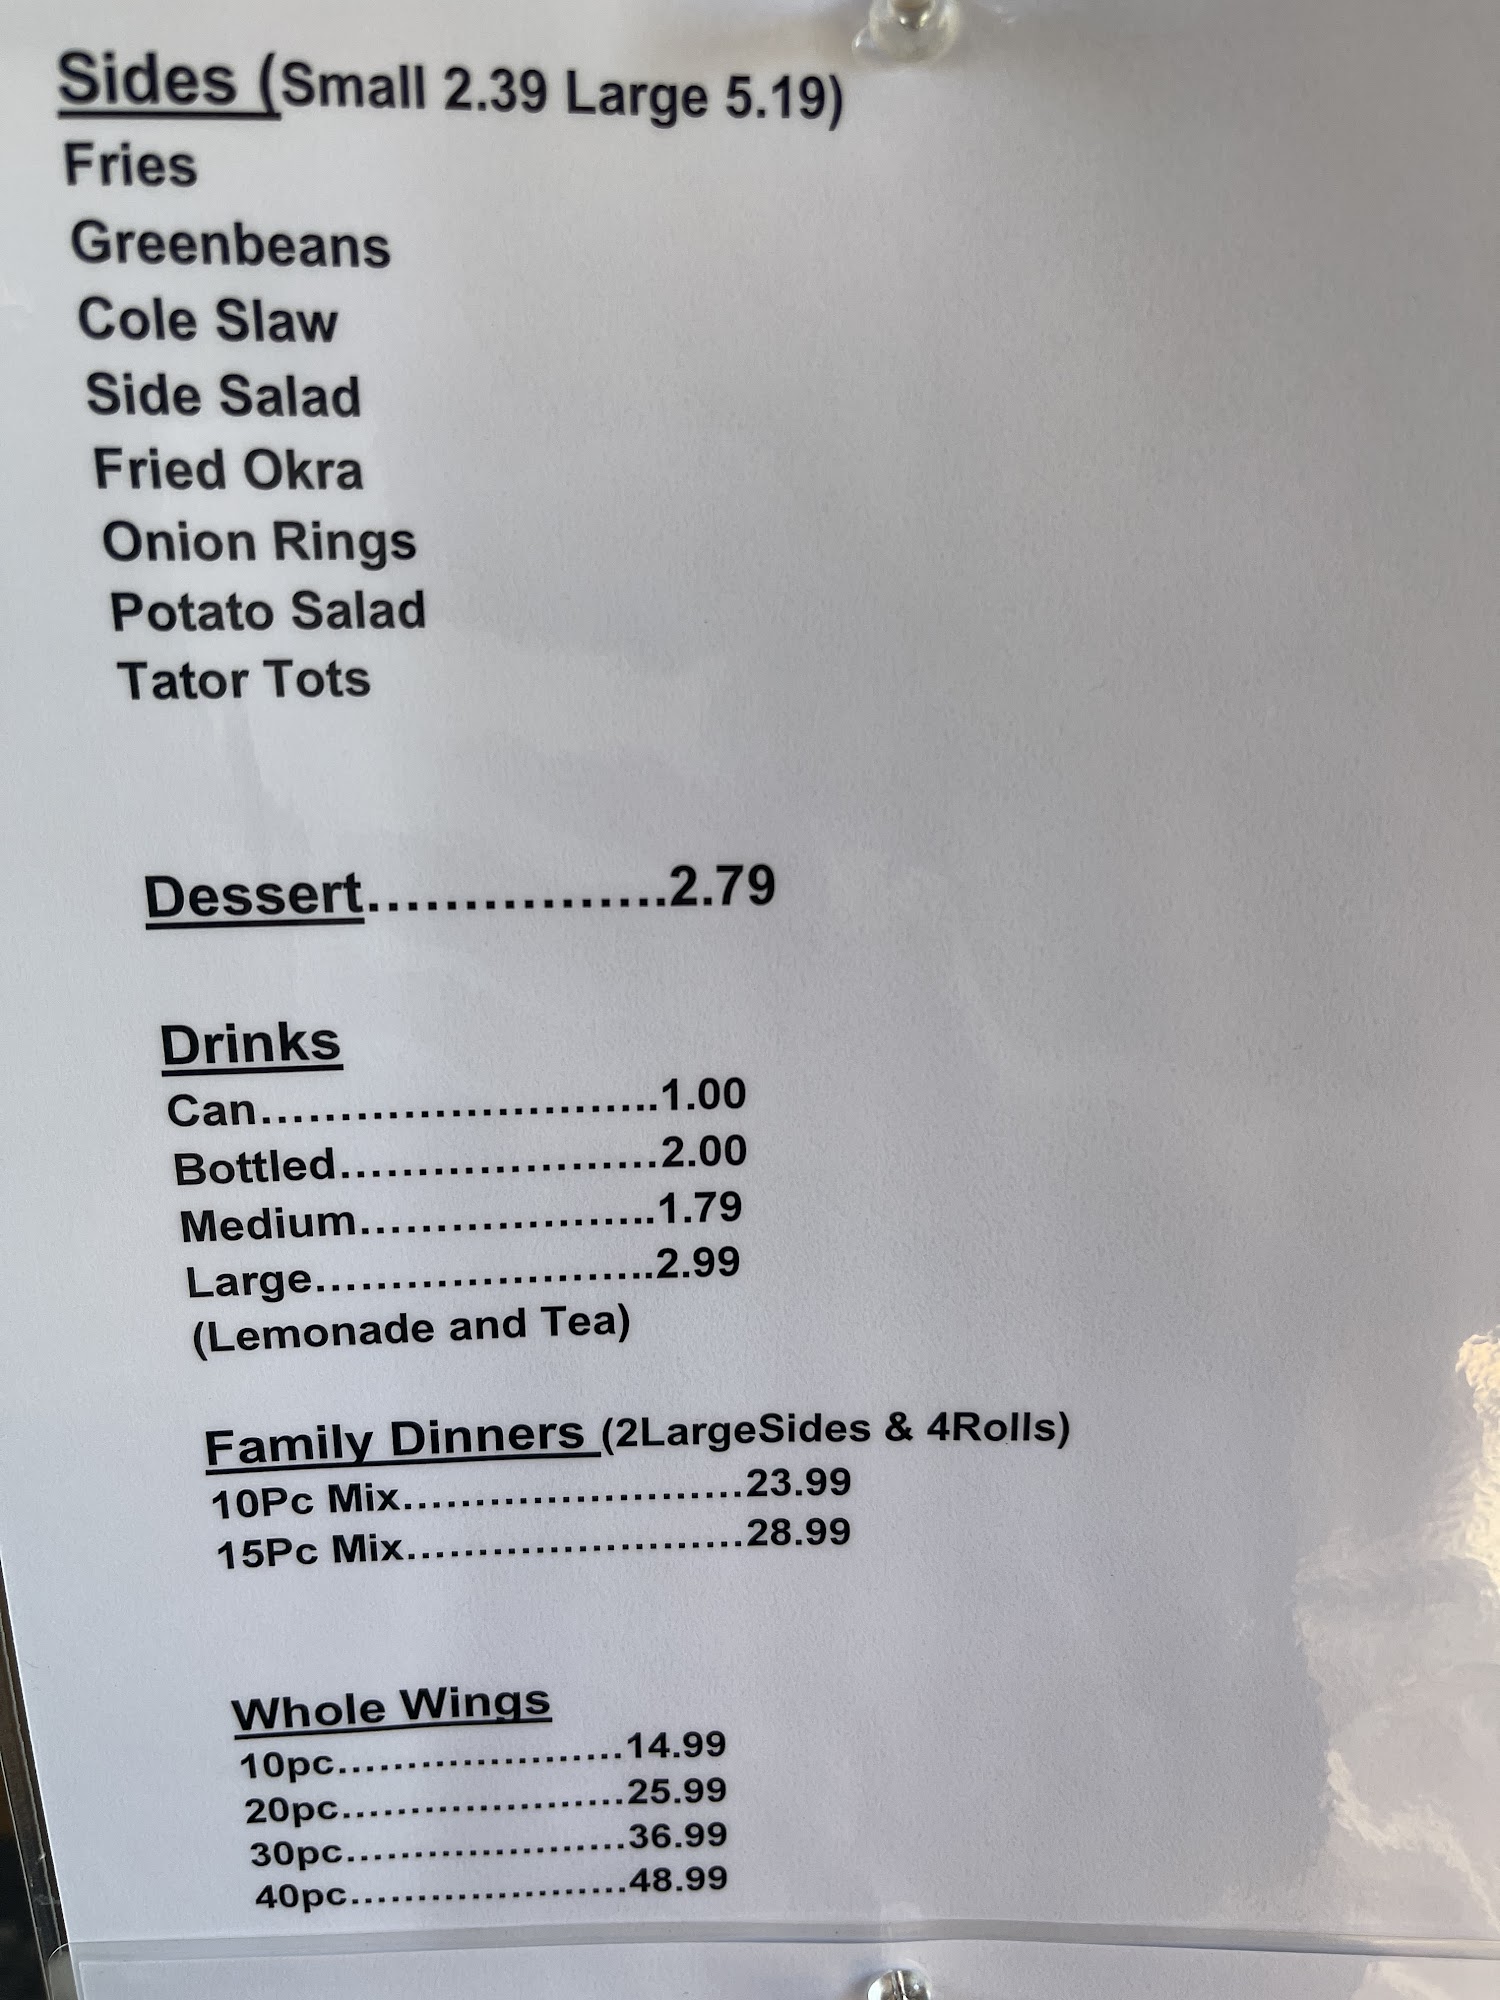 Sides (Small 2.39 Large 5.19)
Fries
Greenbeans
Cole Slaw
Side Salad
Fried Okra
Onion Rings
Potato Salad
Tator Tots
Dessert................2.79
Drinks
Can..........................1.00
Bottled.....................2.00
Medium....................1.79
Large.......................2.99
(Lemonade and Tea)
Family Dinners (2LargeSides & 4Rolls)
10Pc Mix........................23.99
15Pc Mix........................28.99
Whole Wings
10pc.....................14.99
20pc.....................25.99
30pc.....................36.99
40pc.....................48.99